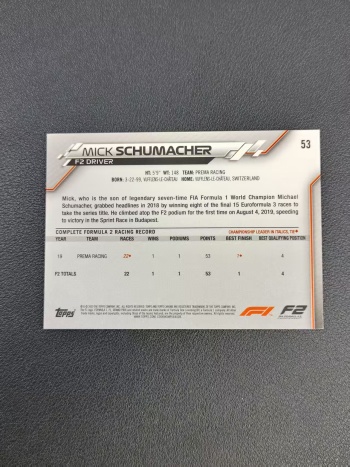 MICK SCHUMACHER
53
F2 DRIVER
HT: 5'9" WT: 148 TEAM: PREMA RACING
BORN: 3-22-99, VUFFLENS-LE-CHÂTEAU HOME: VUFFLENS-LE-CHÂTEAU, SWITZERLAND
Mick, who is the son of legendary seven-time FIA Formula 1 World Champion Michael
Schumacher, grabbed headlines in 2018 by winning eight of the final 15 Euroformula 3 races to
take the series title. He climbed atop the F2 podium for the first time on August 4, 2019, speeding
to victory in the Sprint Race in Budapest.
COMPLETE FORMULA 2 RACING RECORD CHAMPIONSHIP LEADER IN ITALICS, TIE♦
YEAR TEAM RACES WINS PODIUMS POINTS BEST FINISH BEST QUALIFYING POSITION
19 PREMA RACING 22♦ 1 1 53 1♦ 4
F2 TOTALS 22 1 1 53 1 4
Topps
F1
F2